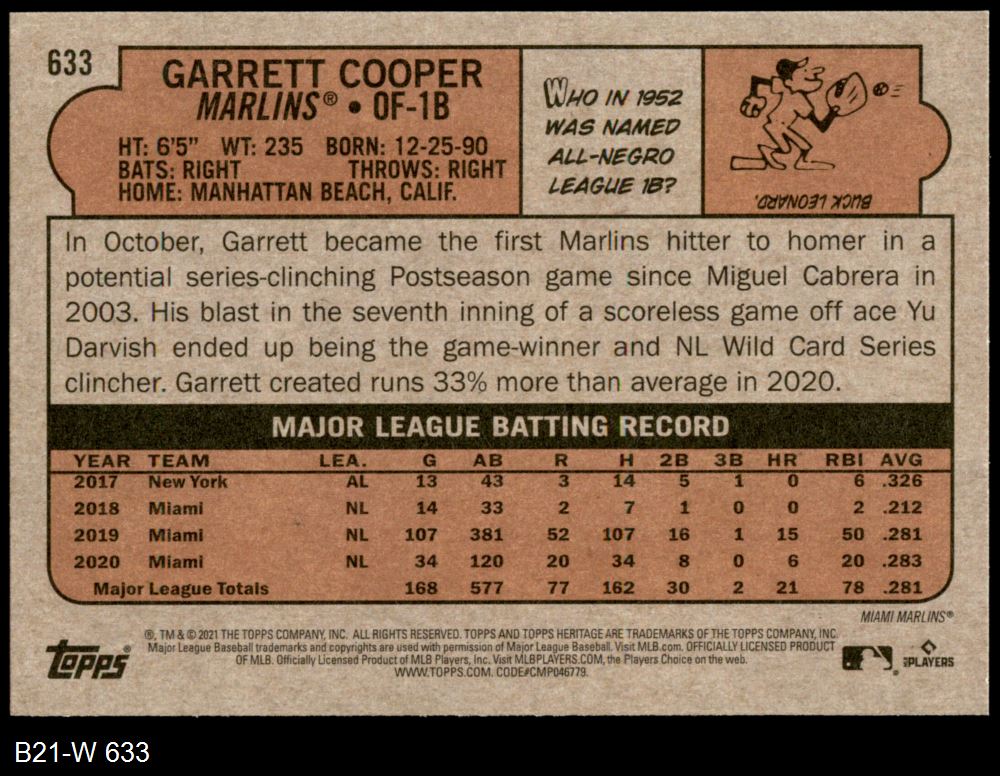 633
GARRETT COOPER
MARLINS® • OF-1B
HT: 6'5" WT: 235 BORN: 12-25-90
BATS: RIGHT THROWS: RIGHT
HOME: MANHATTAN BEACH, CALIF.
WHO IN 1952
WAS NAMED
ALL-NEGRO
LEAGUE 1B?
BUCK LEONARD.
In October, Garrett became the first Marlins hitter to homer in a
potential series-clinching Postseason game since Miguel Cabrera in
2003. His blast in the seventh inning of a scoreless game off ace Yu
Darvish ended up being the game-winner and NL Wild Card Series
clincher. Garrett created runs 33% more than average in 2020.
MAJOR LEAGUE BATTING RECORD
YEAR TEAM LEA. G AB R H 2B 3B HR RBI AVG
2017 New York AL 13 43 3 14 5 1 0 6 .326
2018 Miami NL 14 33 2 7 1 0 0 2 .212
2019 Miami NL 107 381 52 107 16 1 15 50 .281
2020 Miami NL 34 120 20 34 8 0 6 20 .283
Major League Totals 168 577 77 162 30 2 21 78 .281
MIAMI MARLINS®
Topps®
®, TM & © 2021 THE TOPPS COMPANY, INC. ALL RIGHTS RESERVED. TOPPS AND TOPPS HERITAGE ARE TRADEMARKS OF THE TOPPS COMPANY, INC.
Major League Baseball trademarks and copyrights are used with permission of Major League Baseball. Visit MLB.com. OFFICIALLY LICENSED PRODUCT
OF MLB. Officially Licensed Product of MLB Players, Inc. Visit MLBPLAYERS.COM, the Players Choice on the web.
WWW.TOPPS.COM. CODE#CMP046779.
MLBPLAYERS
B21-W 633